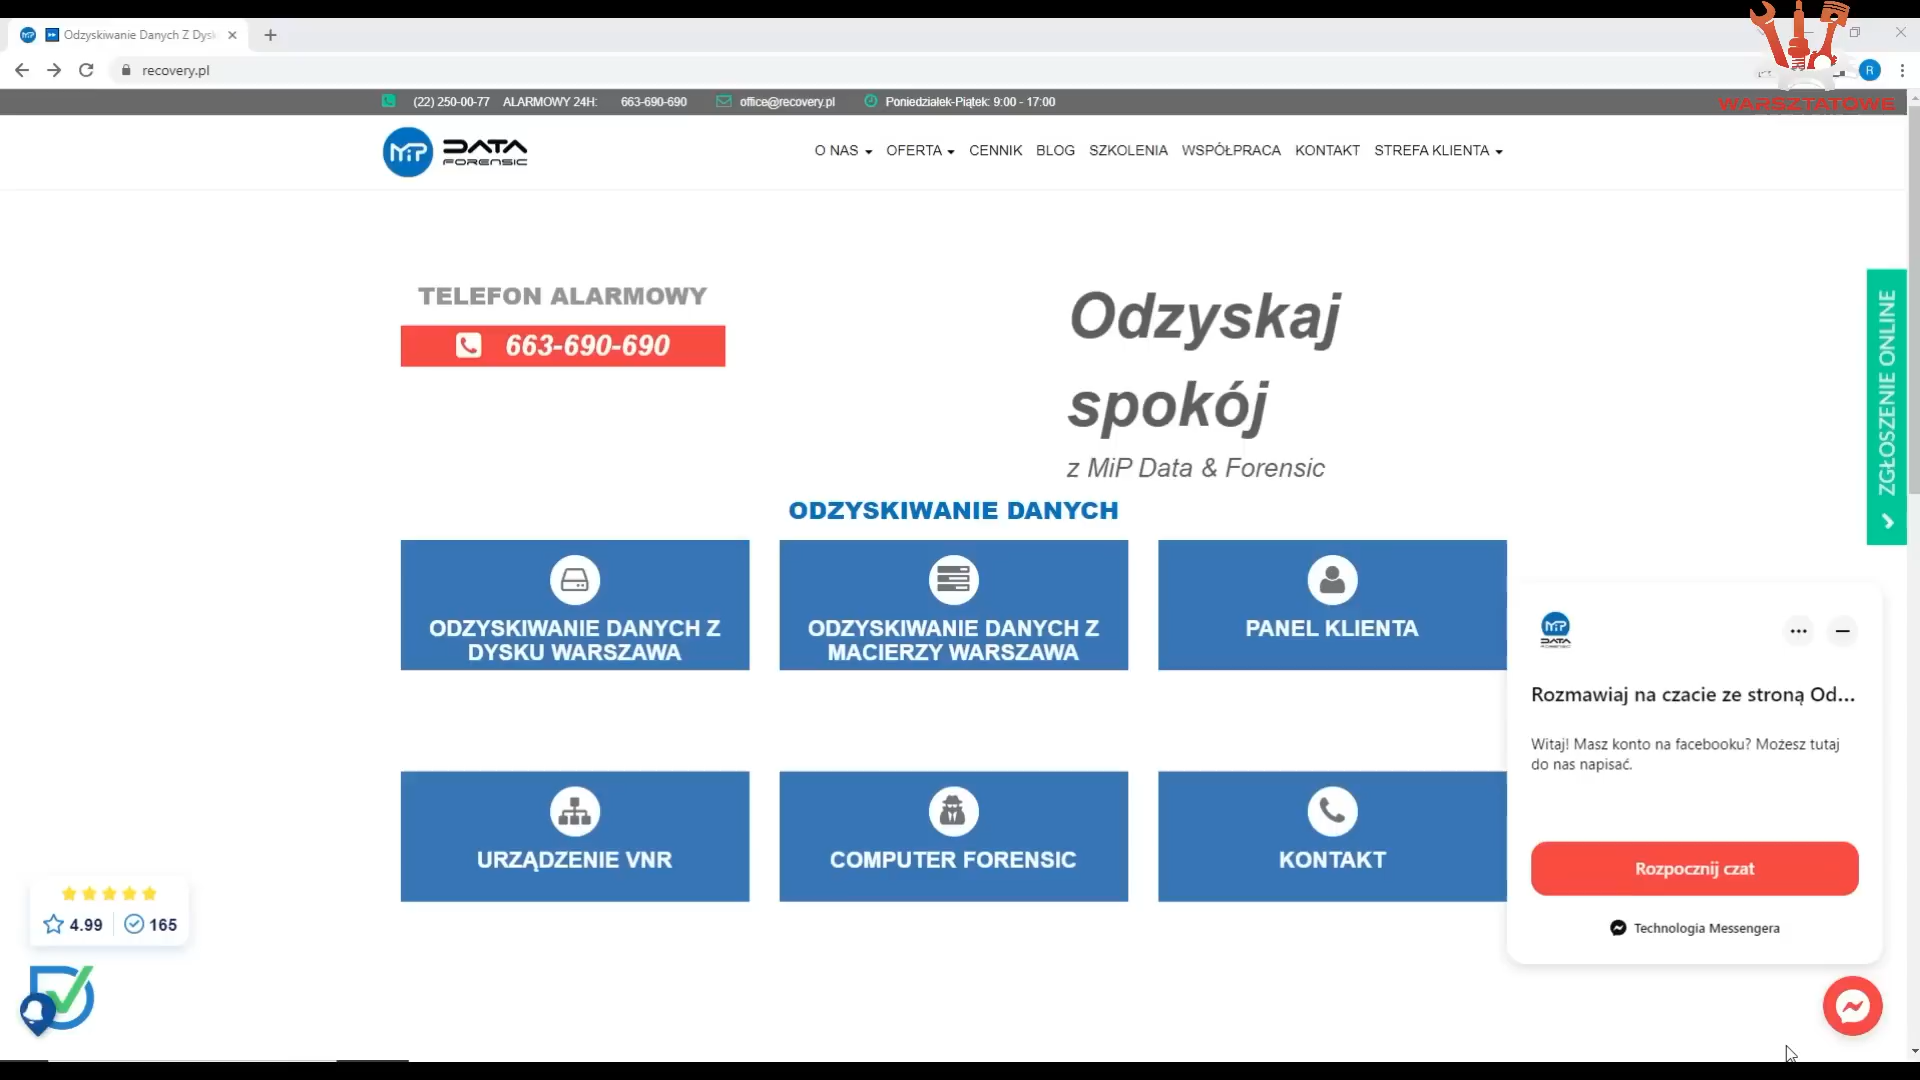 Odzyskiwanie Danych Z Dysk
recovery.pl
R
WARSZTATOWE
(22) 250-00-77 ALARMOWY 24H: 663-690-690 office@recovery.pl Poniedziałek-Piątek: 9:00 - 17:00
MiP DATA
FORENSIC
O NAS OFERTA CENNIK BLOG SZKOLENIA WSPÓŁPRACA KONTAKT STREFA KLIENTA
TELEFON ALARMOWY
663-690-690
Odzyskaj
spokój
z MiP Data & Forensic
ZGŁOSZENIE ONLINE
ODZYSKIWANIE DANYCH
ODZYSKIWANIE DANYCH Z
DYSKU WARSZAWA
ODZYSKIWANIE DANYCH Z
MACIERZY WARSZAWA
PANEL KLIENTA
URZĄDZENIE VNR
COMPUTER FORENSIC
KONTAKT
MiP
DATA
FORENSIC
Rozmawiaj na czacie ze stroną Od...
Witaj! Masz konto na facebooku? Możesz tutaj
do nas napisać.
Rozpocznij czat
Technologia Messengera
4.99 165